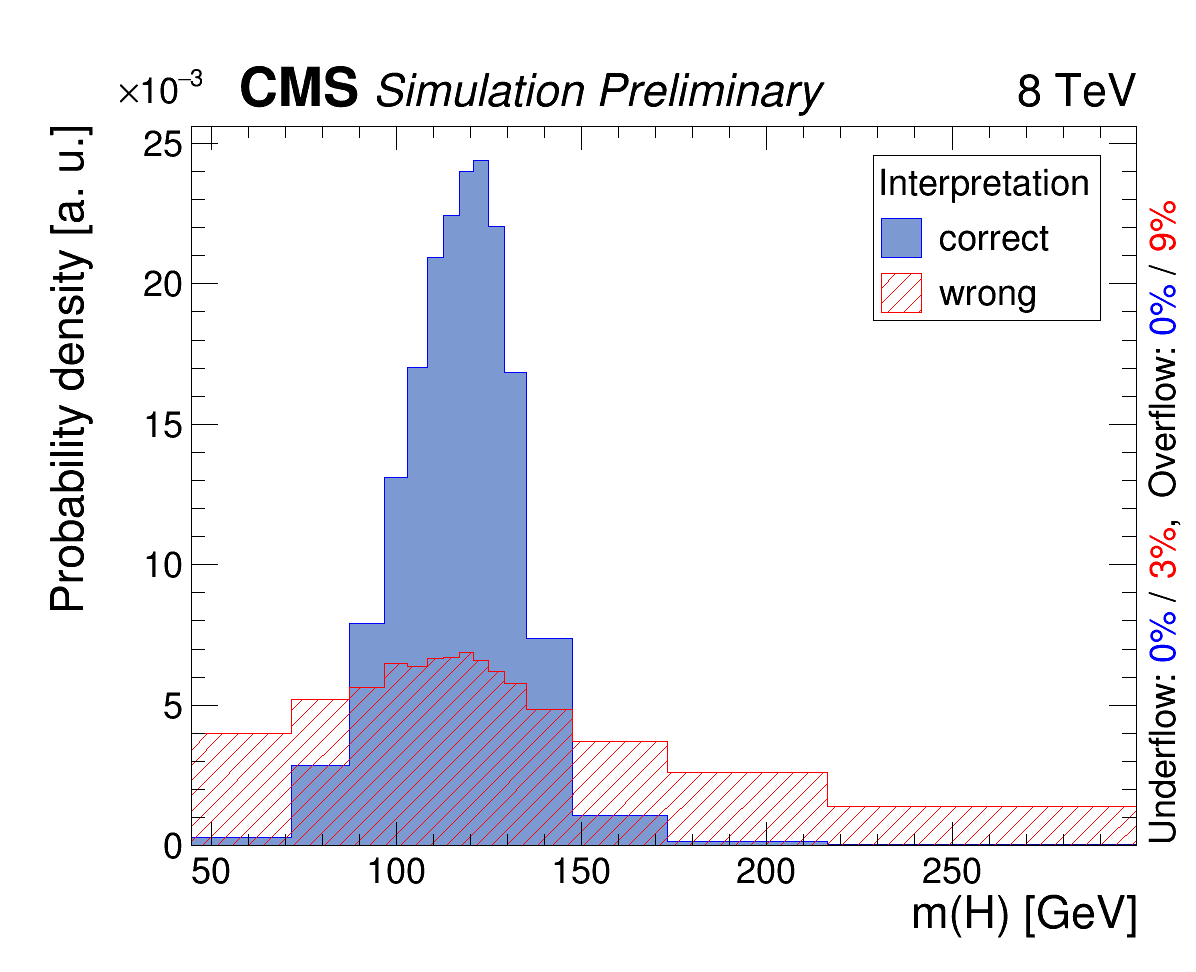 ×10⁻³ CMS Simulation Preliminary 8 TeV
Probability density [a. u.]
25
20
15
10
5
0
Interpretation
correct
wrong
50 100 150 200 250
m(H) [GeV]
Underflow: 0% / 3%, Overflow: 0% / 9%